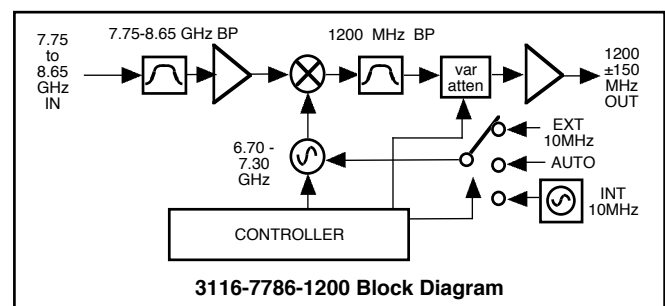 7.75-8.65 GHz BP
1200 MHz BP
7.75
to
8.65
GHz
IN
var
atten
1200
±150
MHz
OUT
6.70 -
7.30
GHz
EXT
10MHz
AUTO
INT
10MHz
CONTROLLER
3116-7786-1200 Block Diagram